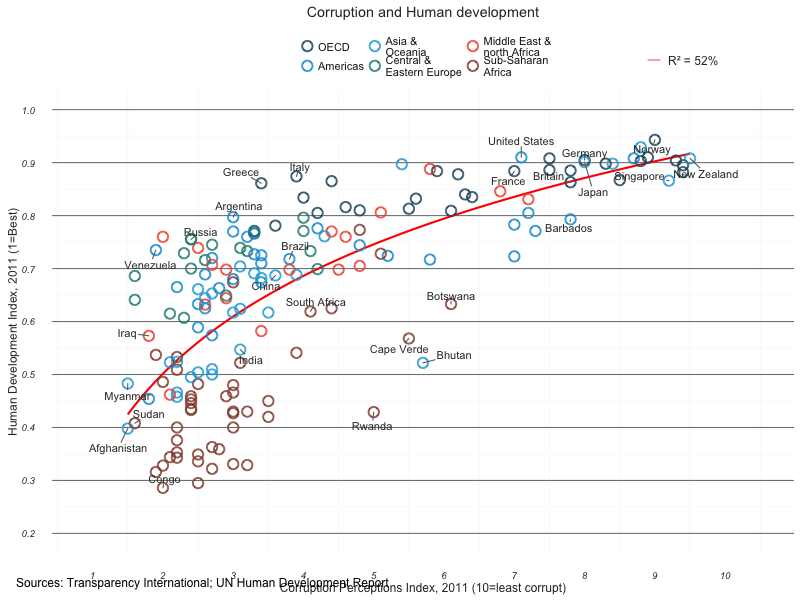 Corruption and Human development
OECD
Asia &
Oceania
Middle East &
north Africa
Americas
Central &
Eastern Europe
Sub-Saharan
Africa
R² = 52%
Human Development Index, 2011 (1=Best)
1.0
0.9
0.8
0.7
0.6
0.5
0.4
0.3
0.2
United States
Norway
Germany
Italy
Greece
France
Britain
Singapore
New Zealand
Japan
Argentina
Barbados
Russia
Brazil
Venezuela
China
South Africa
Botswana
Iraq
Cape Verde
Bhutan
India
Myanmar
Sudan
Rwanda
Afghanistan
Congo
1 2 3 4 5 6 7 8 9 10
Sources: Transparency International; UN Human Development Report
Corruption Perceptions Index, 2011 (10=least corrupt)